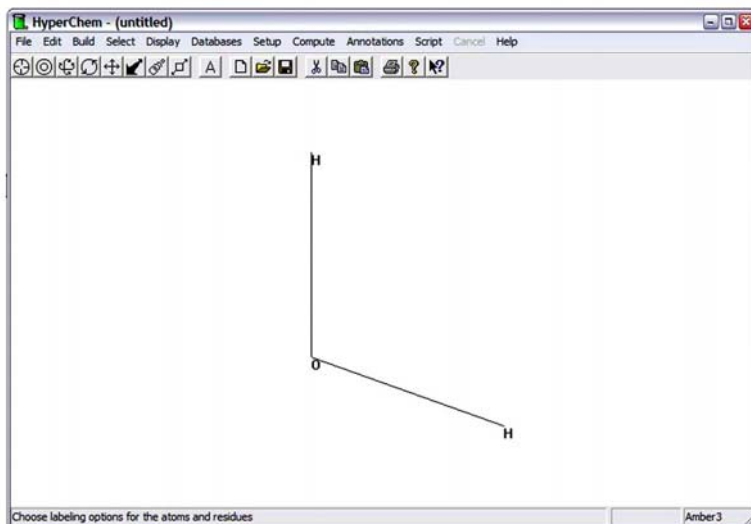 HyperChem - (untitled)
File Edit Build Select Display Databases Setup Compute Annotations Script Cancel Help
A
H
O
H
Choose labeling options for the atoms and residues
Amber3